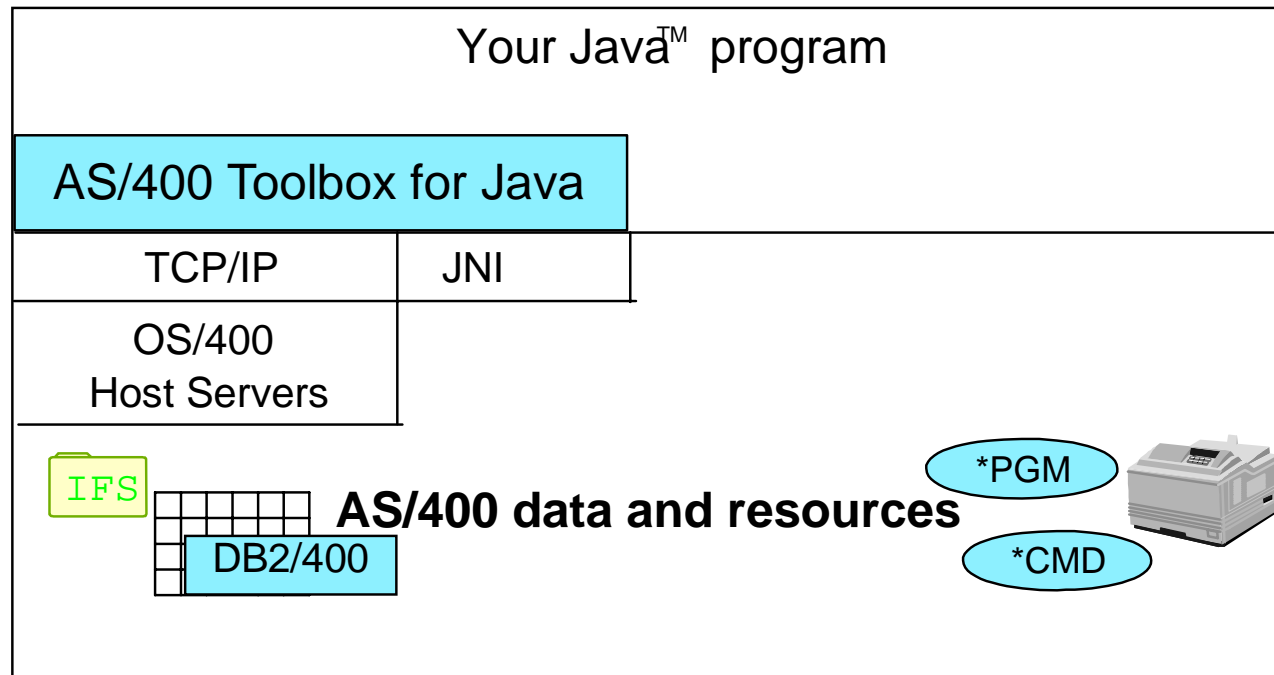 Your Java™ program
AS/400 Toolbox for Java
TCP/IP
JNI
OS/400
Host Servers
IFS
*PGM
AS/400 data and resources
DB2/400
*CMD